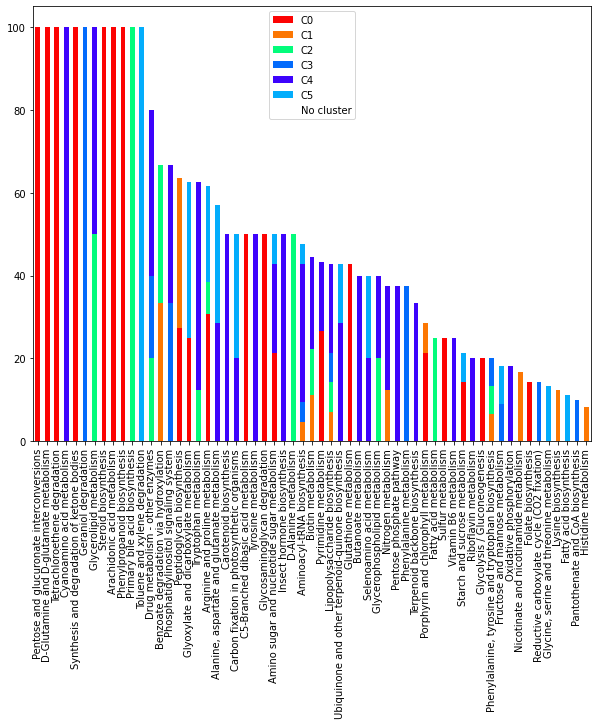 100
80
60
40
20
0
C0
C1
C2
C3
C4
C5
No cluster
Pentose and glucuronate interconversions
D-Glutamine and D-glutamate metabolism
Tetrachloroethene degradation
Cyanoamino acid metabolism
Synthesis and degradation of ketone bodies
Geraniol degradation
Glycerolipid metabolism
Steroid biosynthesis
Arachidonic acid metabolism
Phenylpropanoid biosynthesis
Primary bile acid biosynthesis
Toluene and xylene degradation
Drug metabolism - other enzymes
Benzoate degradation via hydroxylation
Phosphatidylinositol signaling system
Peptidoglycan biosynthesis
Glyoxylate and dicarboxylate metabolism
Tryptophan metabolism
Arginine and proline metabolism
Alanine, aspartate and glutamate metabolism
Carotenoid biosynthesis
Carbon fixation in photosynthetic organisms
C5-Branched dibasic acid metabolism
Tyrosine metabolism
Glycosaminoglycan degradation
Amino sugar and nucleotide sugar metabolism
Insect hormone biosynthesis
D-Alanine metabolism
Aminoacyl-tRNA biosynthesis
metabolism
Pyrimidine metabolism
Lipopolysaccharide biosynthesis
Ubiquinone and other terpenoid-quinone biosynthesis
Glutathione metabolism
Butanoate metabolism
Selenoamino acid metabolism
Glycerophospholipid metabolism
Nitrogen metabolism
Pentose phosphate pathway
Phenylalanine metabolism
Terpenoid backbone biosynthesis
Porphyrin and chlorophyll metabolism
Fatty acid metabolism
Sulfur metabolism
Vitamin B6 metabolism
Starch and sucrose metabolism
Riboflavin metabolism
Glycolysis / Gluconeogenesis
Phenylalanine, tyrosine and tryptophan biosynthesis
Fructose and mannose metabolism
Oxidative phosphorylation
Nicotinate and nicotinamide metabolism
Folate biosynthesis
Reductive carboxylate cycle (CO2 fixation)
Glycine, serine and threonine metabolism
Lysine biosynthesis
Fatty acid biosynthesis
Pantothenate and CoA biosynthesis
Histidine metabolism